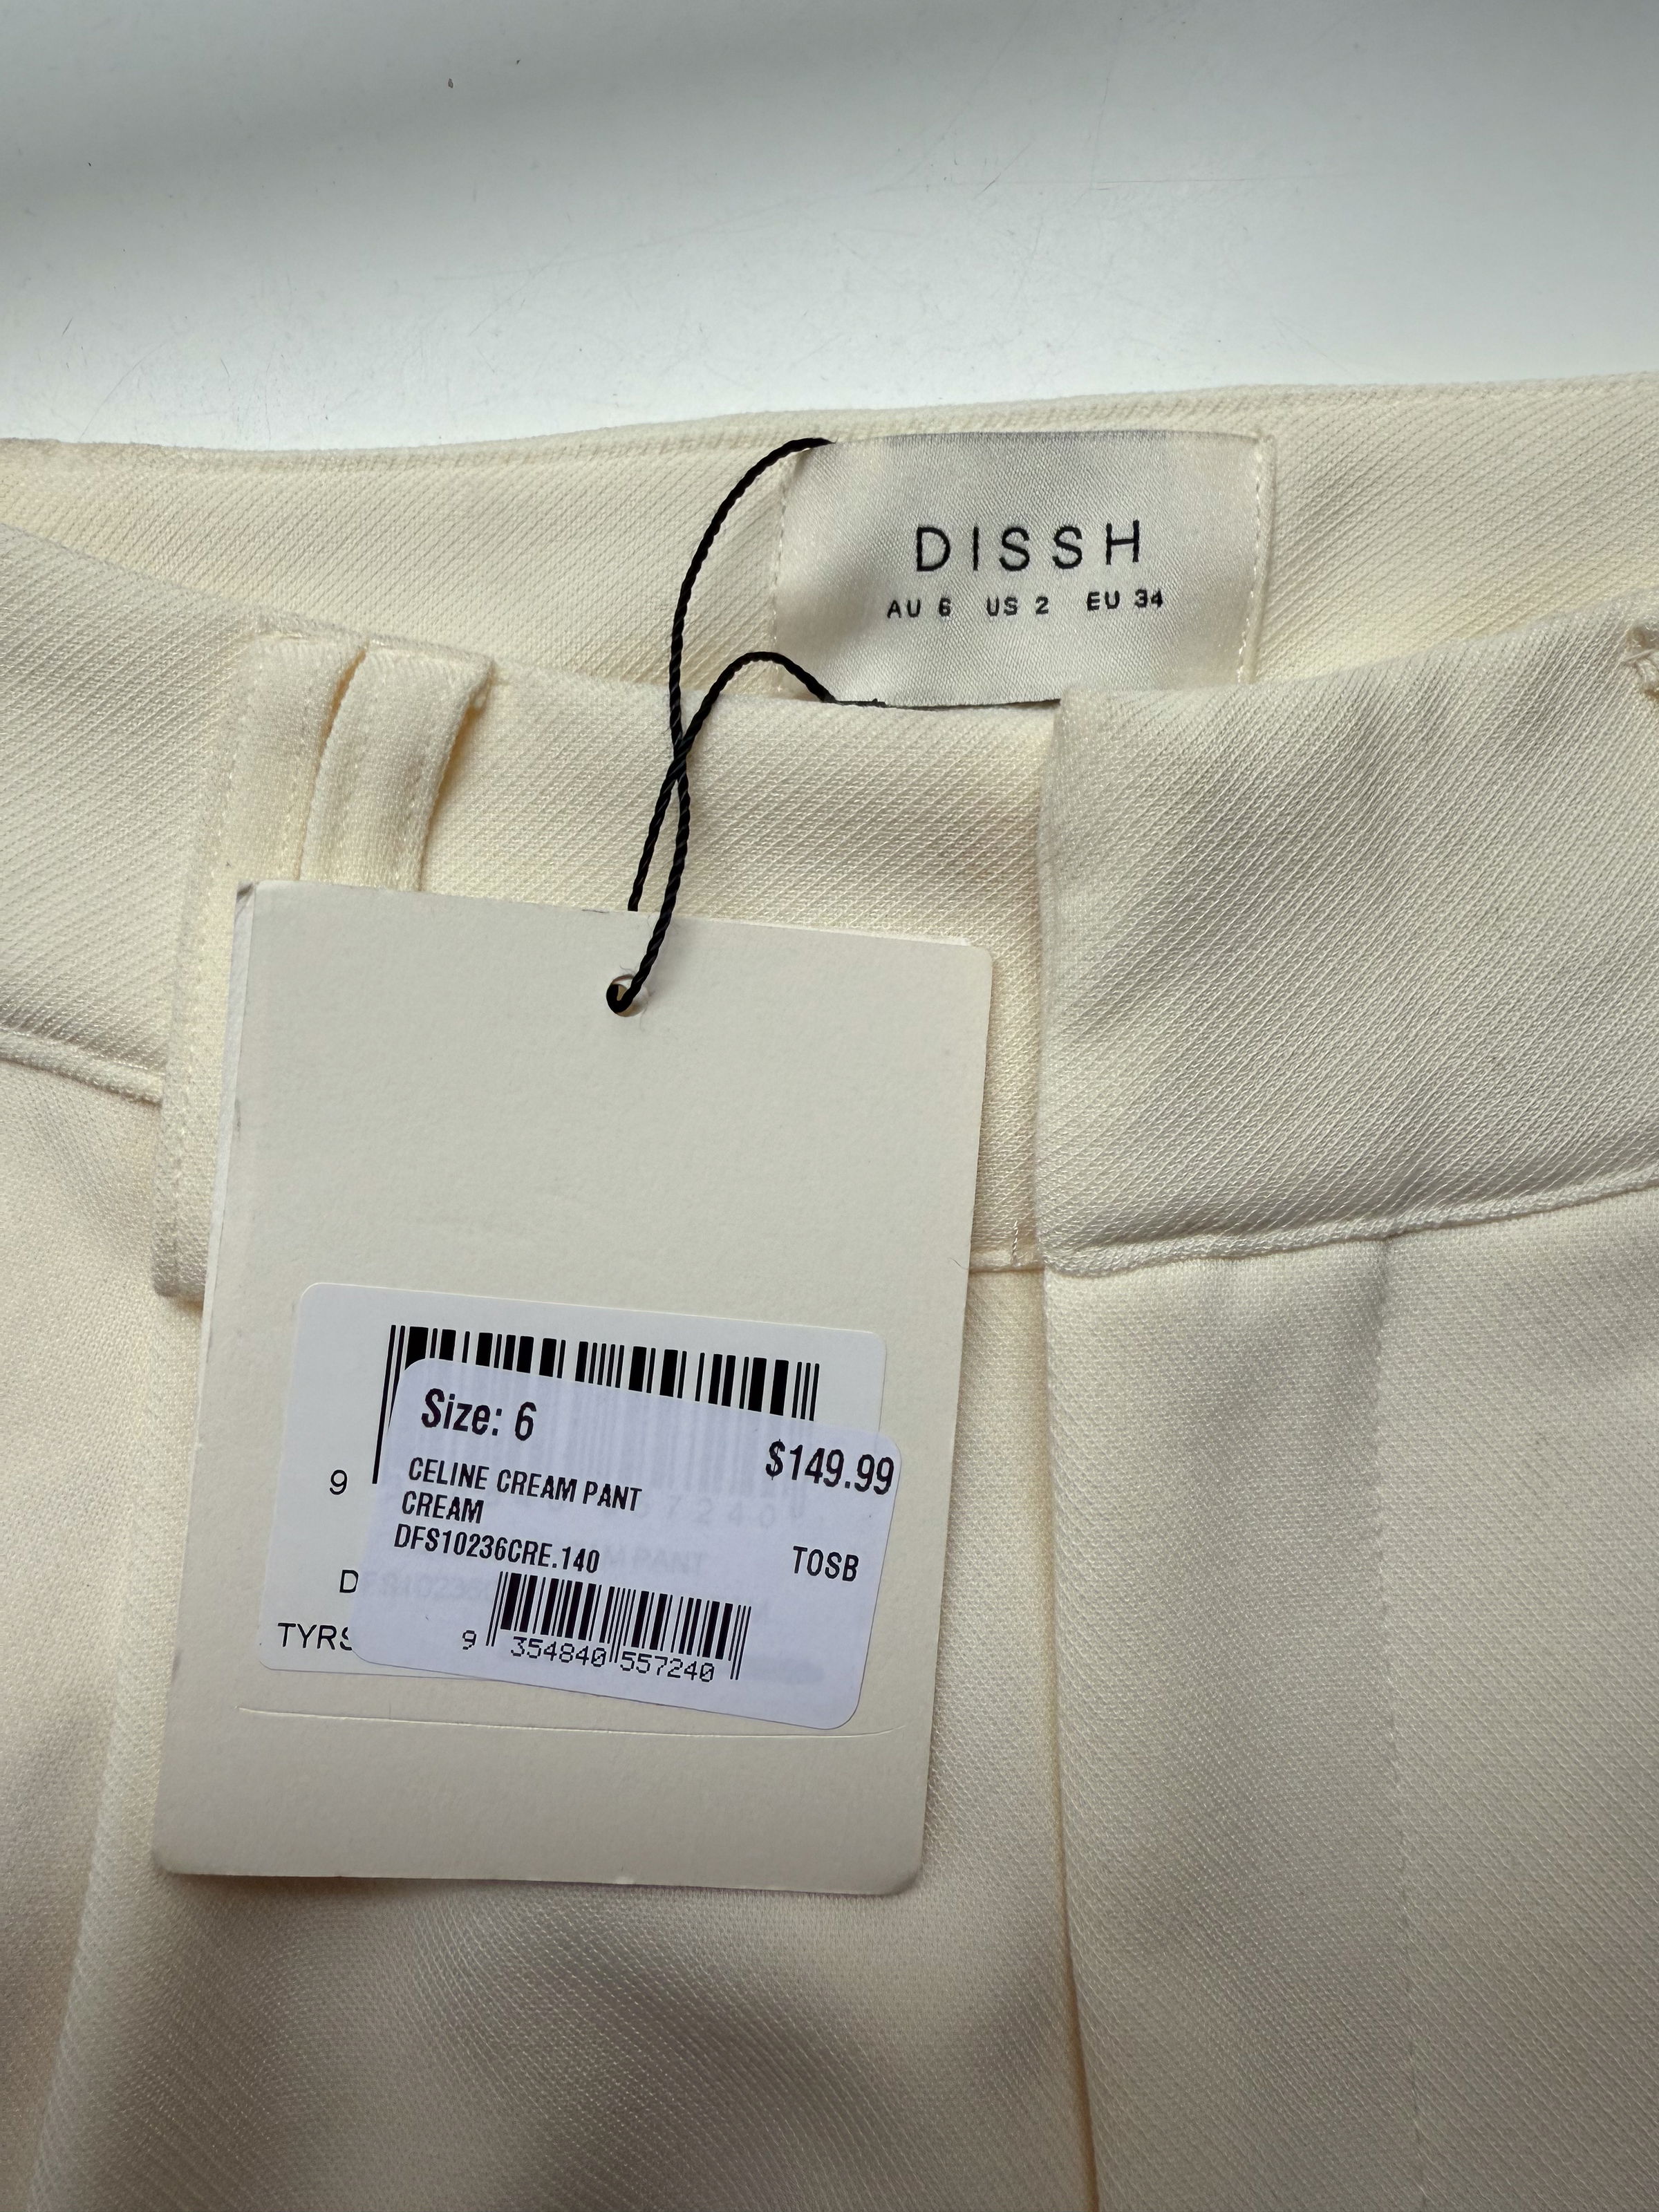 DISSH
AU 6 US 2 EU 34
Size: 6
$149.99
CELINE CREAM PANT
CREAM
DFS10236CRE.140
TOSB
9 354840 557240
9
D